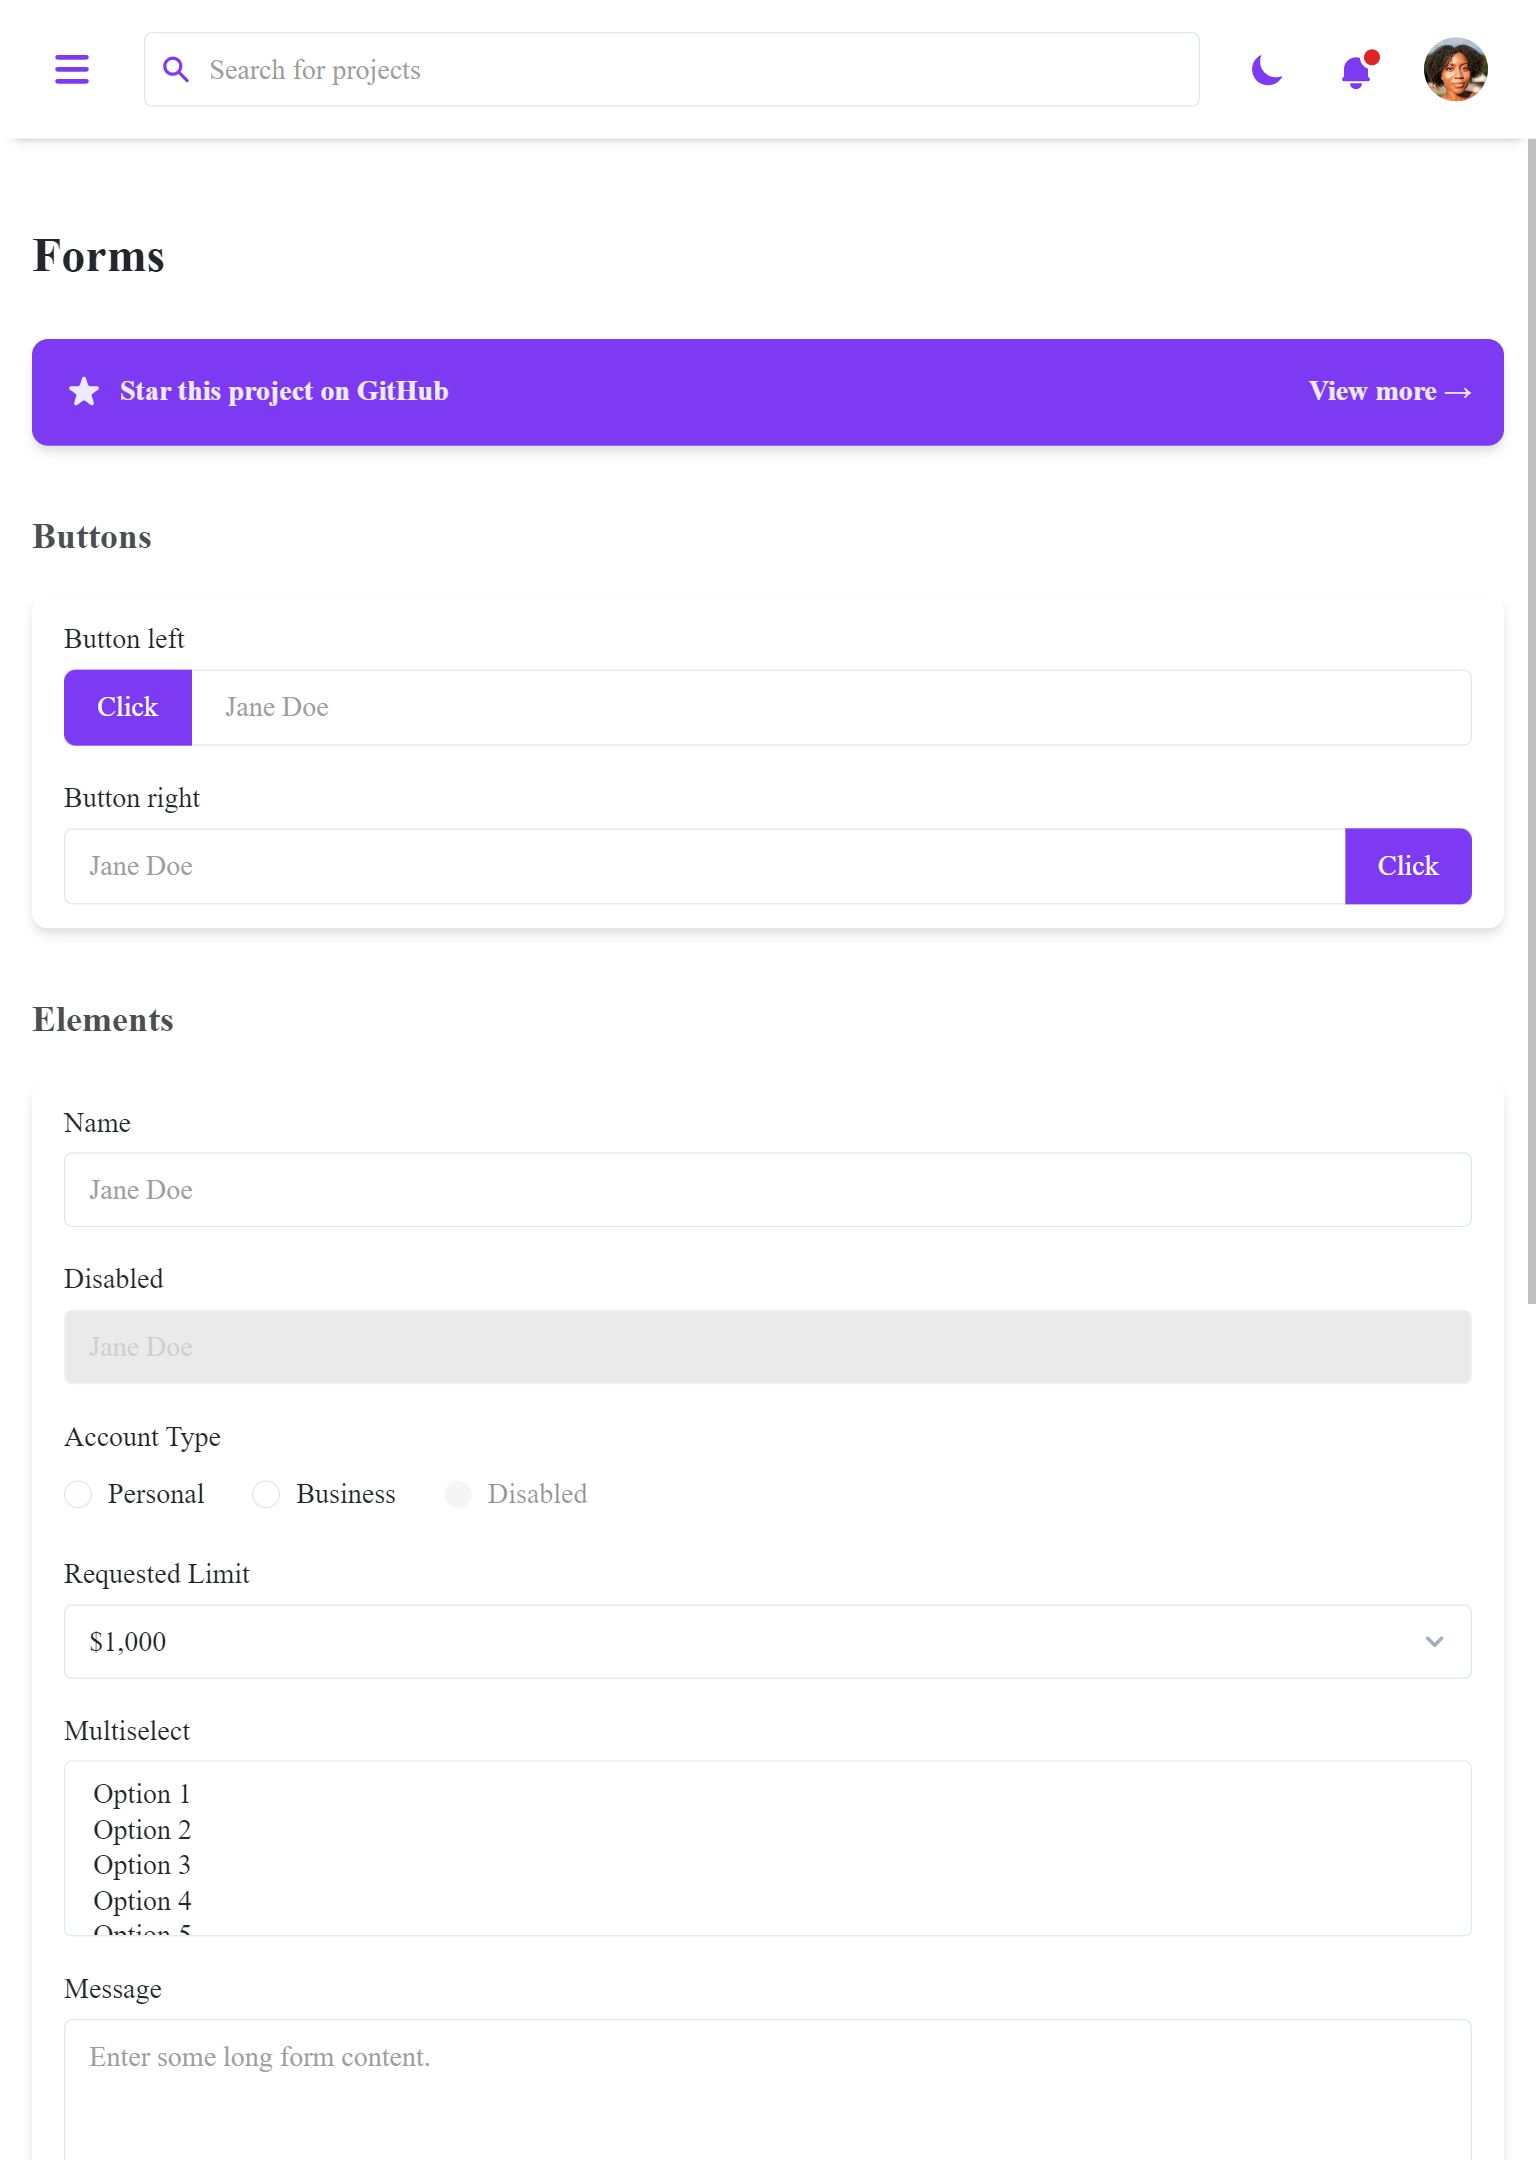 Search for projects
Forms
Star this project on GitHub
View more →
Buttons
Button left
Click
Jane Doe
Button right
Jane Doe
Click
Elements
Name
Jane Doe
Disabled
Jane Doe
Account Type
Personal
Business
Disabled
Requested Limit
$1,000
Multiselect
Option 1
Option 2
Option 3
Option 4
Option 5
Message
Enter some long form content.